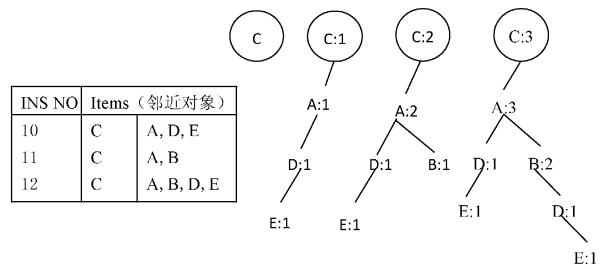 C C:1 C:2 C:3
A:1 A:2 A:3
INS NO Items（邻近对象）
10 C A, D, E
11 C A, B
12 C A, B, D, E
D:1 D:1 B:1 D:1 B:2
E:1 E:1 E:1 D:1
E:1